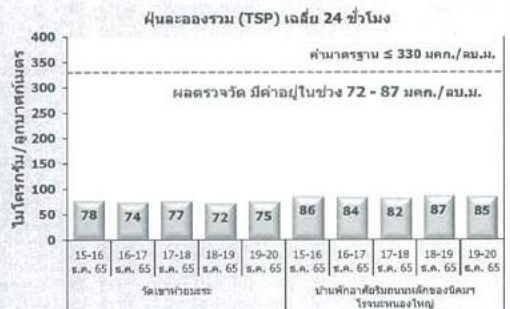 ฝุ่นละอองรวม (TSP) เฉลี่ย 24 ชั่วโมง
ไมโครกรัม/ลูกบาศก์เมตร
400
350
300
250
200
150
100
50
0
ค่ามาตรฐาน ≤ 330 มคก./ลบ.ม.
ผลตรวจวัด มีค่าอยู่ในช่วง 72 - 87 มคก./ลบ.ม.
78 74 77 72 75 86 84 82 87 85
15-16 16-17 17-18 18-19 19-20 15-16 16-17 17-18 18-19 19-20
ธ.ค. 65 ธ.ค. 65 ธ.ค. 65 ธ.ค. 65 ธ.ค. 65 ธ.ค. 65 ธ.ค. 65 ธ.ค. 65 ธ.ค. 65 ธ.ค. 65
วัดเขาห้วยมะระ บ้านพักอาศัยริมถนนหลักของนิคมฯ
โรจนะหนองใหญ่